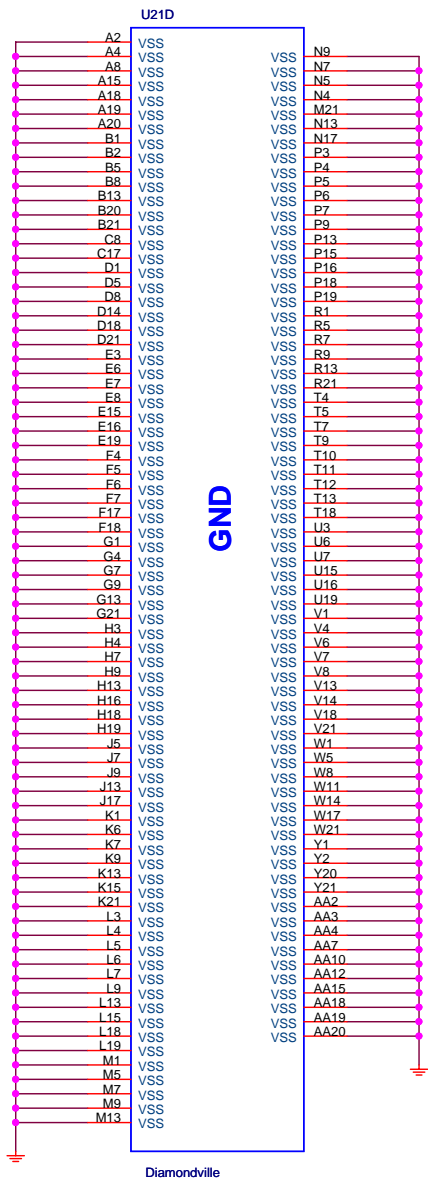 U21D
A2 VSS
A4 VSS VSS N9
A8 VSS VSS N7
A15 VSS VSS N5
A18 VSS VSS N4
A19 VSS VSS M21
A20 VSS VSS N13
B1 VSS VSS N17
B2 VSS VSS P3
B5 VSS VSS P4
B8 VSS VSS P5
B13 VSS VSS P6
B20 VSS VSS P7
B21 VSS VSS P9
C8 VSS VSS P13
C17 VSS VSS P15
D1 VSS VSS P16
D5 VSS VSS P18
D8 VSS VSS P19
D14 VSS VSS R1
D18 VSS VSS R5
D21 VSS VSS R7
E3 VSS VSS R9
E6 VSS VSS R13
E7 VSS VSS R21
E8 VSS VSS T4
E15 VSS VSS T5
E16 VSS VSS T7
E19 VSS VSS T9
F4 VSS VSS T10
F5 VSS VSS T11
F6 VSS VSS T12
F7 VSS VSS T13
F17 VSS VSS T18
GND
F18 VSS VSS U3
G1 VSS VSS U6
G4 VSS VSS U7
G7 VSS VSS U15
G9 VSS VSS U16
G13 VSS VSS U19
G21 VSS VSS V1
H3 VSS VSS V4
H4 VSS VSS V6
H7 VSS VSS V7
H9 VSS VSS V8
H13 VSS VSS V13
H16 VSS VSS V14
H18 VSS VSS V18
H19 VSS VSS V21
J5 VSS VSS W1
J7 VSS VSS W5
J9 VSS VSS W8
J13 VSS VSS W11
J17 VSS VSS W14
K1 VSS VSS W17
K6 VSS VSS W21
K7 VSS VSS Y1
K9 VSS VSS Y2
K13 VSS VSS Y20
K15 VSS VSS Y21
K21 VSS VSS AA2
L3 VSS VSS AA3
L4 VSS VSS AA4
L5 VSS VSS AA7
L6 VSS VSS AA10
L7 VSS VSS AA12
L9 VSS VSS AA15
L13 VSS VSS AA18
L15 VSS VSS AA19
L18 VSS VSS AA20
L19 VSS
M1 VSS
M5 VSS
M7 VSS
M9 VSS
M13 VSS
Diamondville